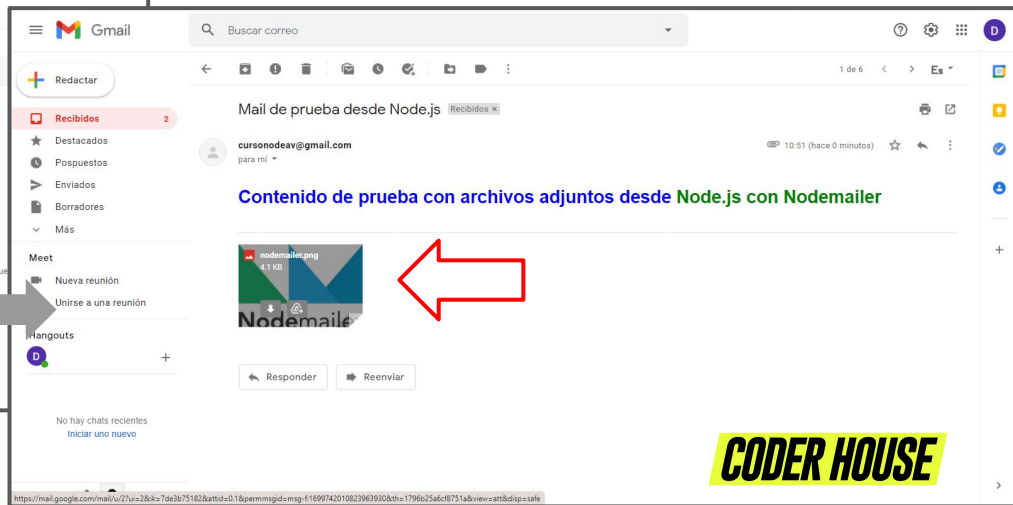 Gmail
Buscar correo
D
Redactar
1 de 6
Es
Mail de prueba desde Node.js Recibidos ×
Recibidos 2
Destacados
Pospuestos
Enviados
Borradores
Más
cursonodeav@gmail.com
para mí
10:51 (hace 0 minutos)
Contenido de prueba con archivos adjuntos desde Node.js con Nodemailer
nodemailer.png
4.1 KB
Nodemaile
Meet
Nueva reunión
Unirse a una reunión
Hangouts
D
Responder
Reenviar
No hay chats recientes
Iniciar uno nuevo
CODER HOUSE
https://mail.google.com/mail/u/2?ui=2&ik=7de3b75182&attid=0.1&permmsgid=msg-f:1699742010823963930&th=1796b25a6cf8751a&view=att&disp=safe